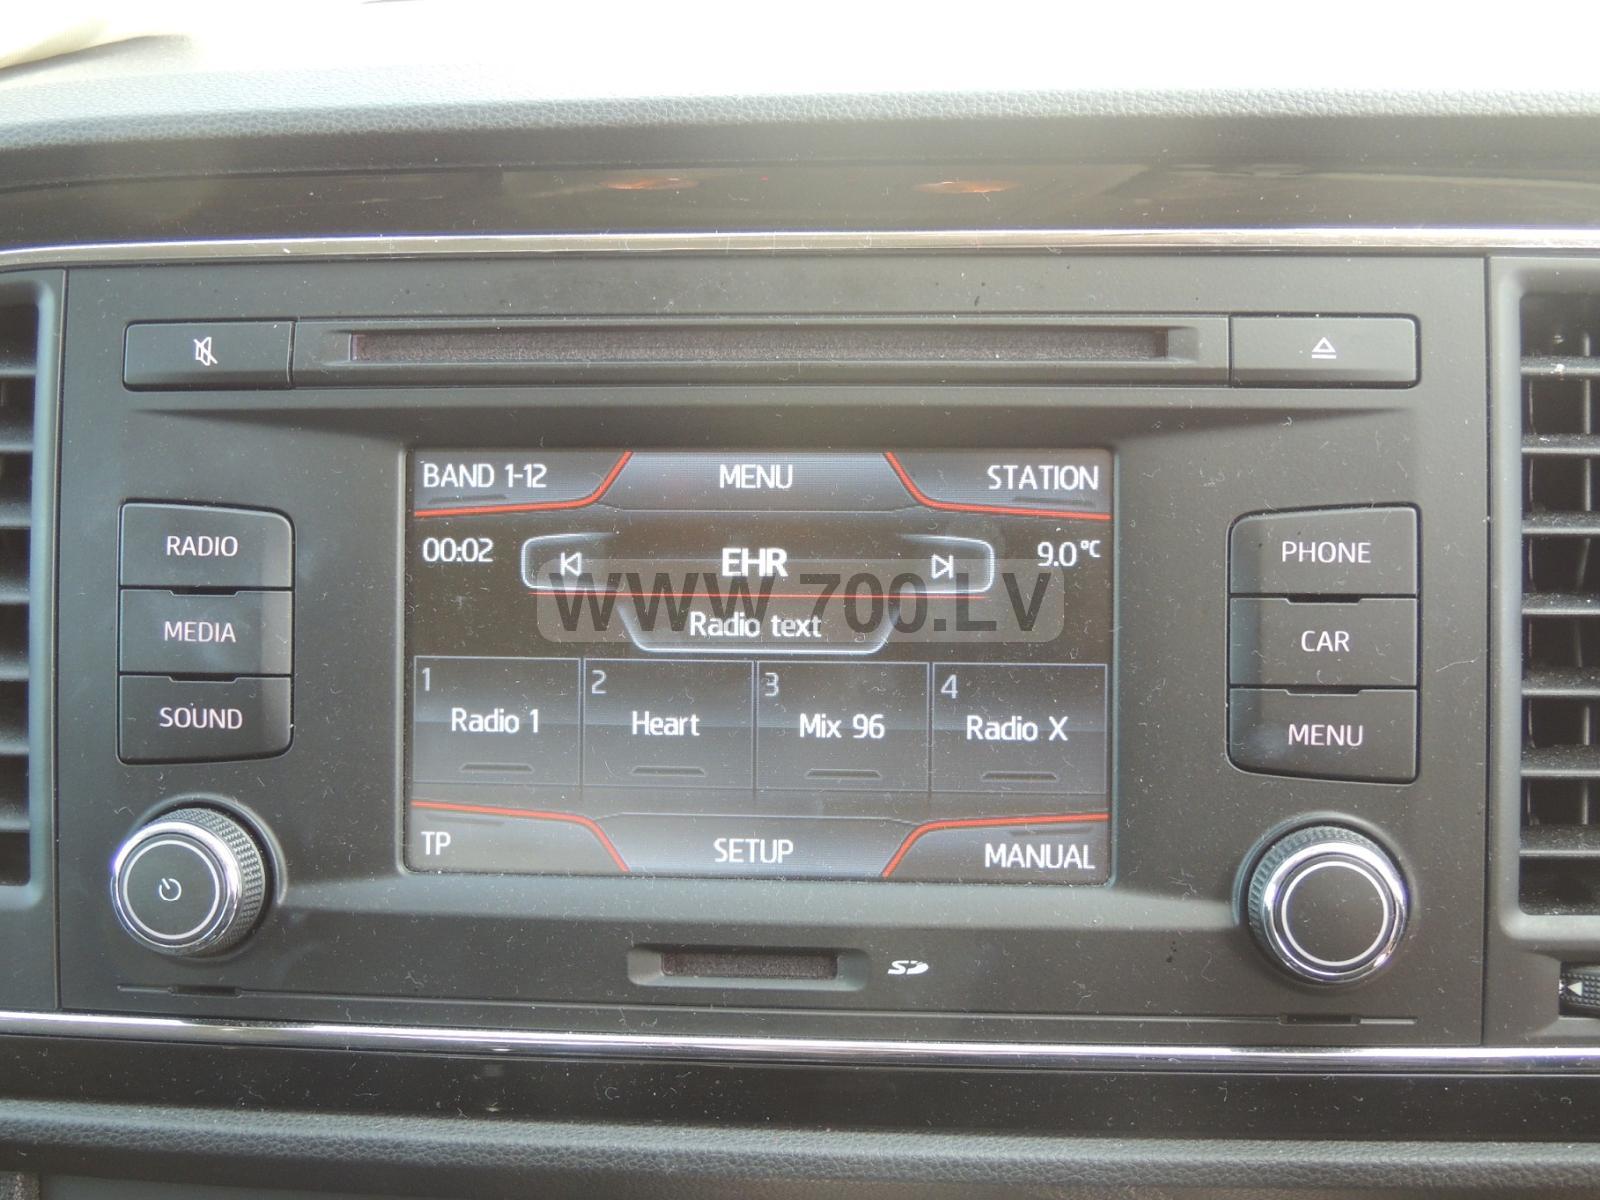 BAND 1-12 MENU STATION
RADIO
MEDIA
SOUND
00:02 EHR 9.0°C
WWW.700.LV
Radio text
1 2 3 4
Radio 1 Heart Mix 96 Radio X
TP SETUP MANUAL
PHONE
CAR
MENU
SD